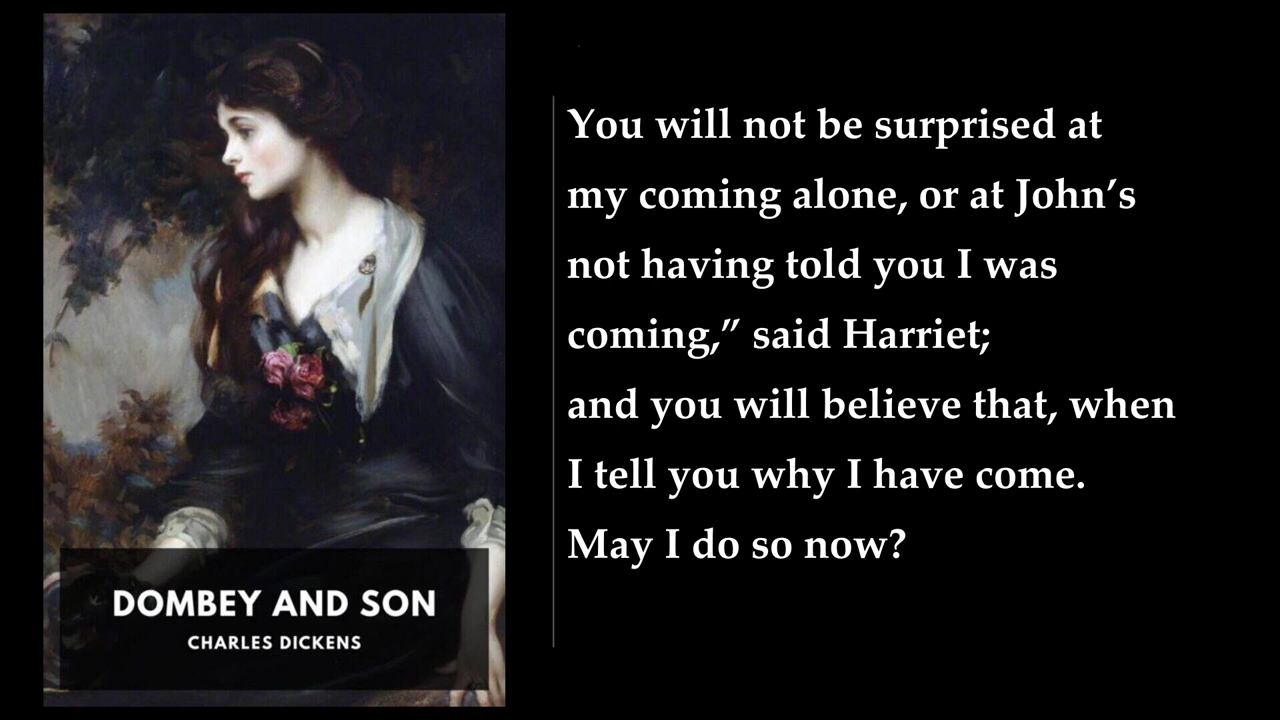 DOMBEY AND SON
CHARLES DICKENS
You will not be surprised at
my coming alone, or at John’s
not having told you I was
coming,” said Harriet;
and you will believe that, when
I tell you why I have come.
May I do so now?